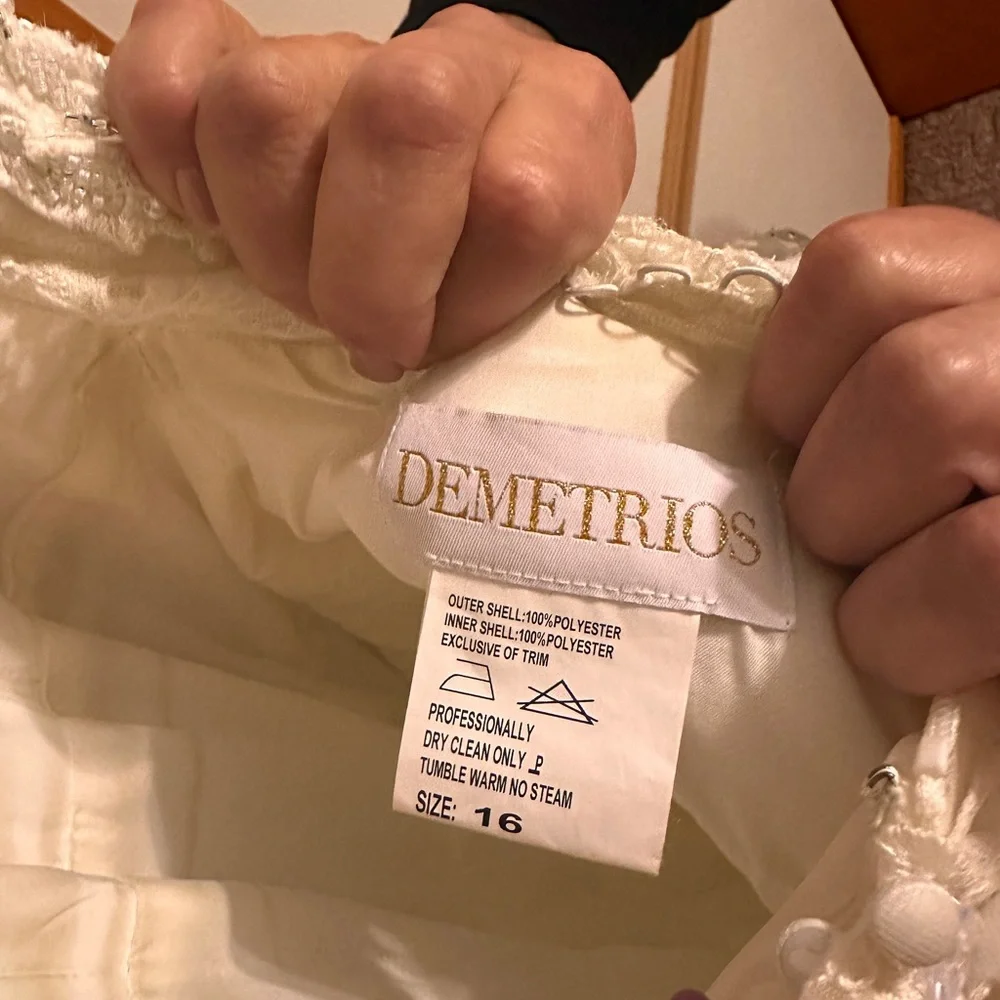 DEMETRIOS
OUTER SHELL:100%POLYESTER
INNER SHELL:100%POLYESTER
EXCLUSIVE OF TRIM
PROFESSIONALLY
DRY CLEAN ONLY P
TUMBLE WARM NO STEAM
SIZE: 16